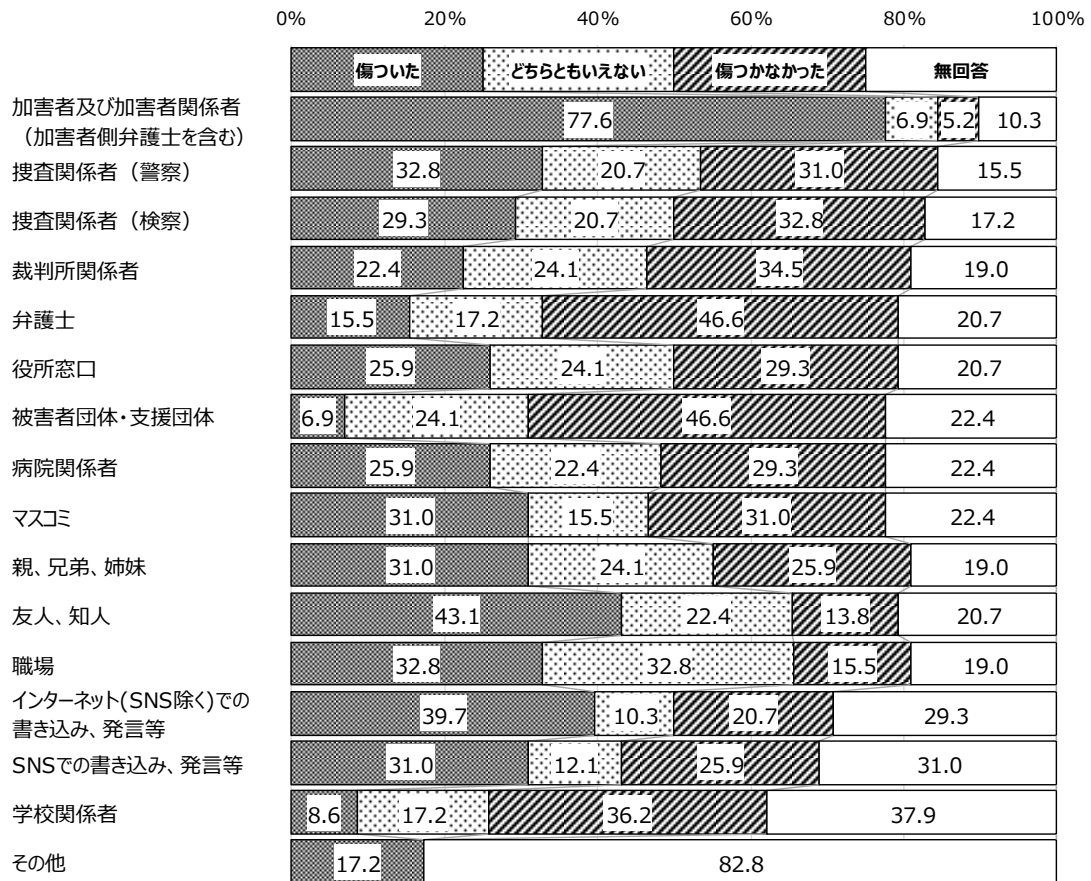 0% 20% 40% 60% 80% 100%
傷ついた どちらともいえない 傷つかなかった 無回答
加害者及び加害者関係者
（加害者側弁護士を含む）
77.6 6.9 5.2 10.3
捜査関係者（警察） 32.8 20.7 31.0 15.5
捜査関係者（検察） 29.3 20.7 32.8 17.2
裁判所関係者 22.4 24.1 34.5 19.0
弁護士 15.5 17.2 46.6 20.7
役所窓口 25.9 24.1 29.3 20.7
被害者団体・支援団体 6.9 24.1 46.6 22.4
病院関係者 25.9 22.4 29.3 22.4
マスコミ 31.0 15.5 31.0 22.4
親、兄弟、姉妹 31.0 24.1 25.9 19.0
友人、知人 43.1 22.4 13.8 20.7
職場 32.8 32.8 15.5 19.0
インターネット(SNS除く)での
書き込み、発言等
39.7 10.3 20.7 29.3
SNSでの書き込み、発言等 31.0 12.1 25.9 31.0
学校関係者 8.6 17.2 36.2 37.9
その他 17.2 82.8